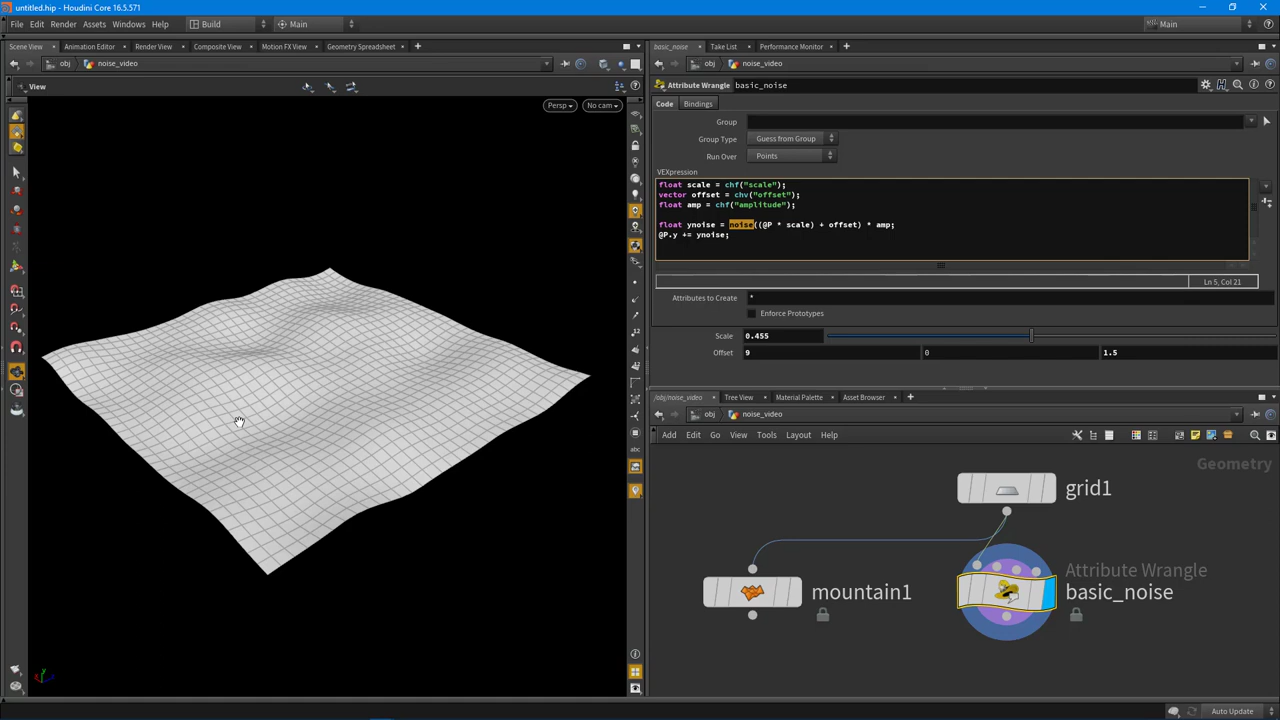 untitled.hip - Houdini Core 16.5.571
File Edit Render Assets Windows Help Build Main Main
Scene View Animation Editor Render View Composite View Motion FX View Geometry Spreadsheet
obj noise_video
View
Persp No cam
abc
basic_noise Take List Performance Monitor
obj noise_video
Attribute Wrangle basic_noise
Code Bindings
Group
Group Type Guess from Group
Run Over Points
VEXpression
float scale = chf("scale");
vector offset = chv("offset");
float amp = chf("amplitude");
float ynoise = noise((@P * scale) + offset) * amp;
@P.y += ynoise;
Ln 5, Col 21
Attributes to Create *
Enforce Prototypes
Scale 0.455
Offset 9 0 1.5
/obj/noise_video Tree View Material Palette Asset Browser
obj noise_video
Add Edit Go View Tools Layout Help
Geometry
grid1
mountain1
Attribute Wrangle
basic_noise
Auto Update